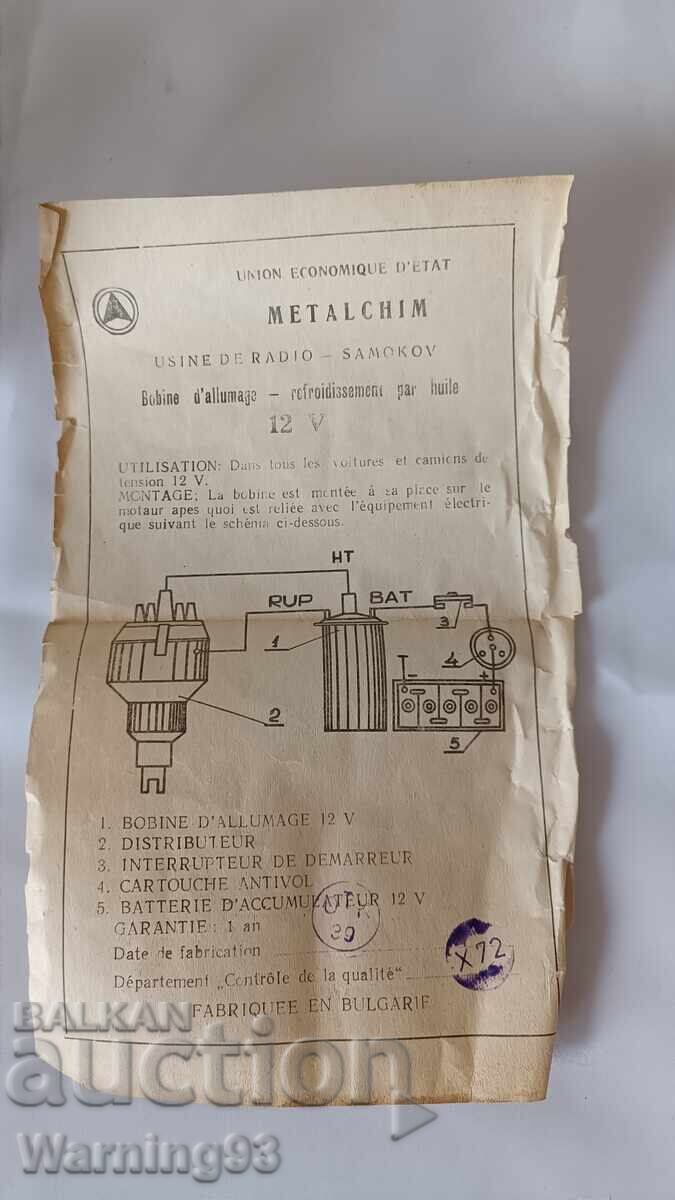 UNION ECONOMIQUE D'ETAT
METALCHIM
USINE DE RADIO – SAMOKOV
Bobine d'allumage – refroidissement par huile
12 V
UTILISATION: Dans tous les voitures et camions de
tension 12 V.
MONTAGE; La bobine est montée à sa place sur le
motaur apes quoi est reliée avec l'équipement électri-
que suivant le schéma ci-dessous.
HT
RUP BAT
1
2
3
4
5
– +
1. BOBINE D'ALLUMAGE 12 V
2. DISTRIBUTEUR
3. INTERRUPTEUR DE DEMARREUR
4. CARTOUCHE ANTIVOL
5. BATTERIE D'ACCUMULATEUR 12 V
GARANTIE: 1 an
Date de fabrication
X72
Département „Contrôle de la qualité"
FABRIQUEE EN BULGARIE
BALKAN
auction
Warning93